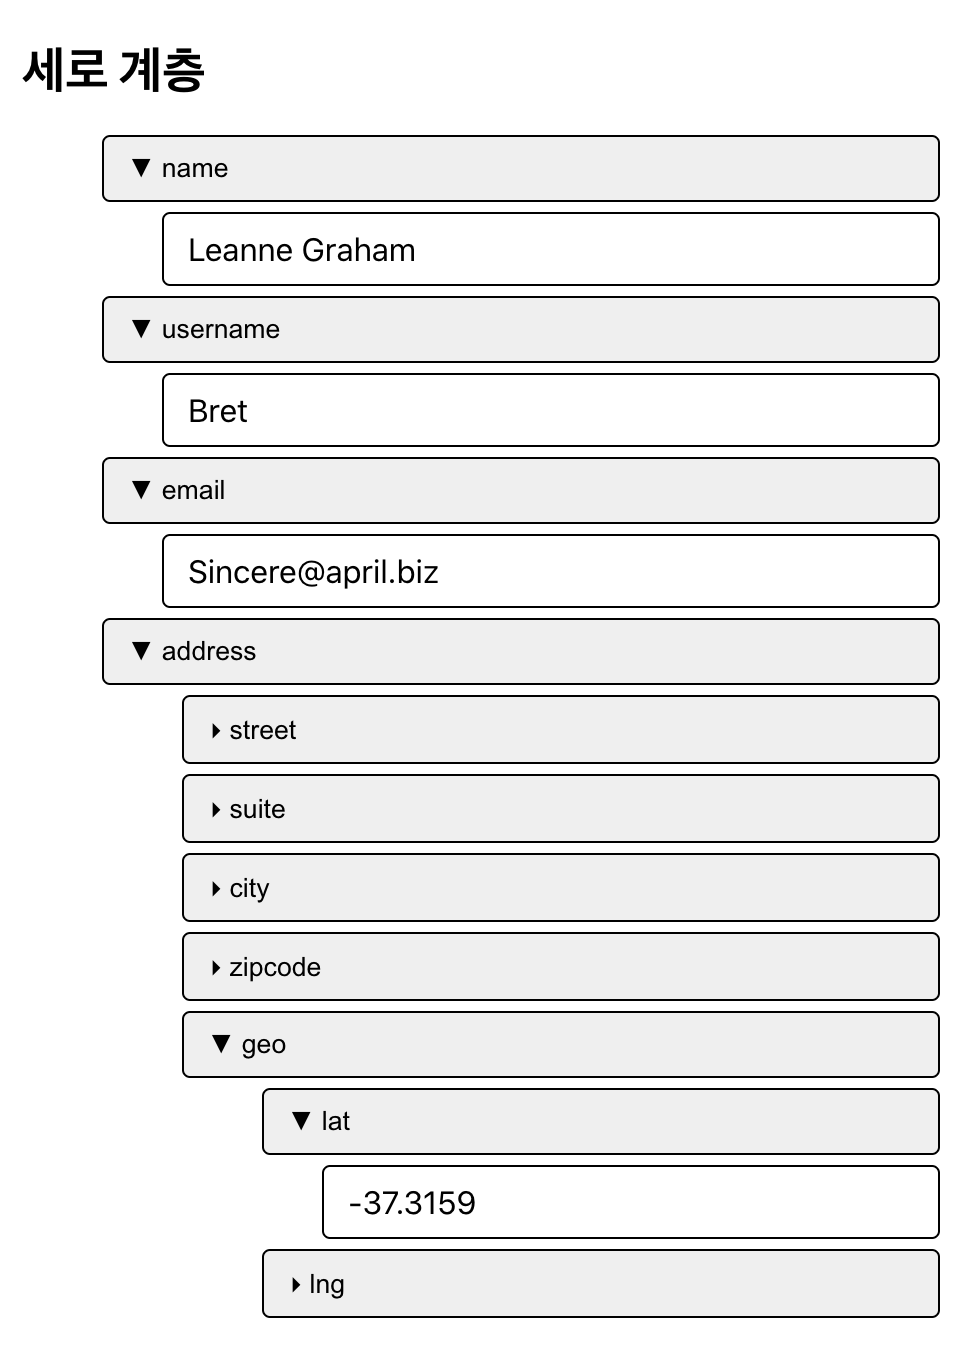 세로 계층
▼ name
Leanne Graham
▼ username
Bret
▼ email
Sincere@april.biz
▼ address
▸ street
▸ suite
▸ city
▸ zipcode
▼ geo
▼ lat
-37.3159
▸ lng